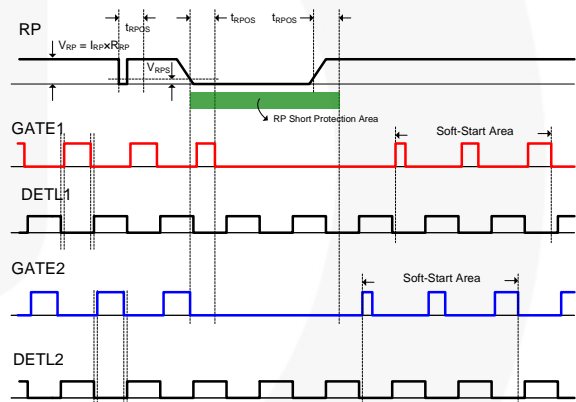 tRPOS tRPOS tRPOS
RP
VRP = IRP×RRP
VRPS
RP Short Protection Area
GATE1
Soft-Start Area
DETL1
GATE2
Soft-Start Area
DETL2